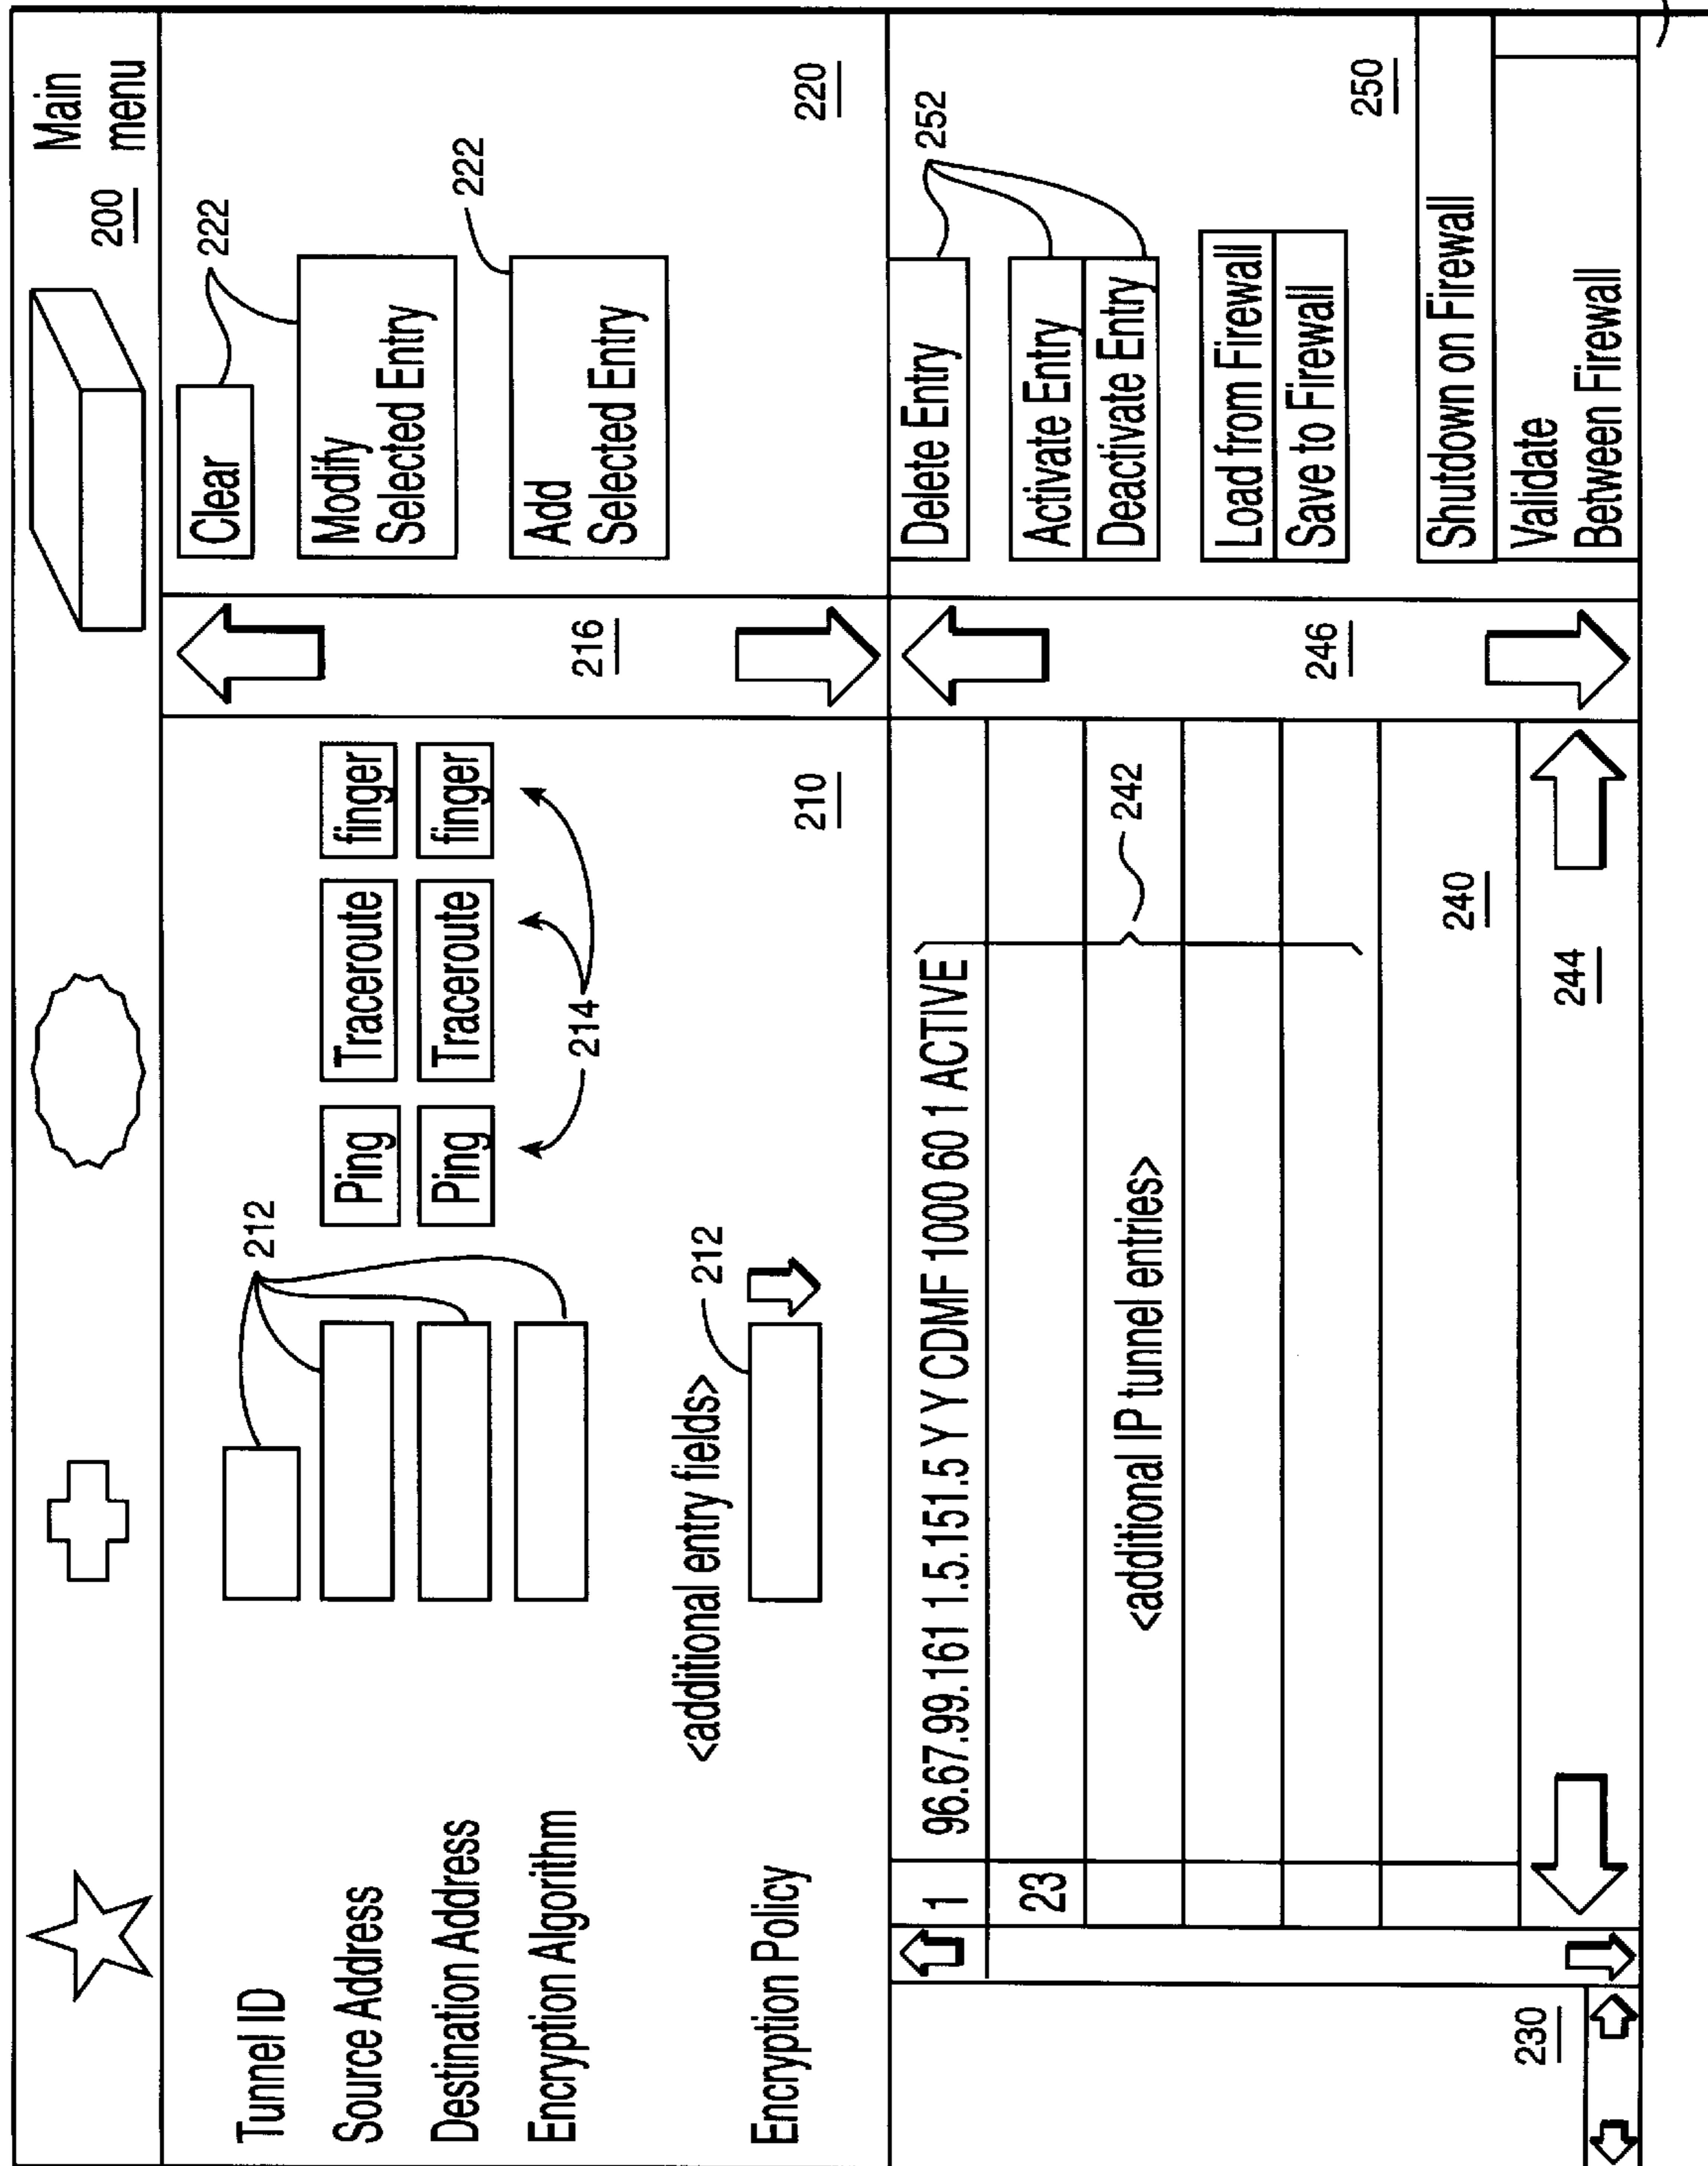 Main
menu
200
Clear
222
Modify
Selected Entry
Add
Selected Entry
222
220
216
Tunnel ID
212
Source Address
Ping
Traceroute
finger
Destination Address
Ping
Traceroute
finger
Encryption Algorithm
214
<additional entry fields>
212
Encryption Policy
210
1
96.67.99.161 1.5.151.5 Y Y CDMF 1000 60 1 ACTIVE
23
<additional IP tunnel entries>
242
240
244
230
246
Delete Entry
252
Activate Entry
Deactivate Entry
Load from Firewall
Save to Firewall
250
Shutdown on Firewall
Validate
Between Firewall